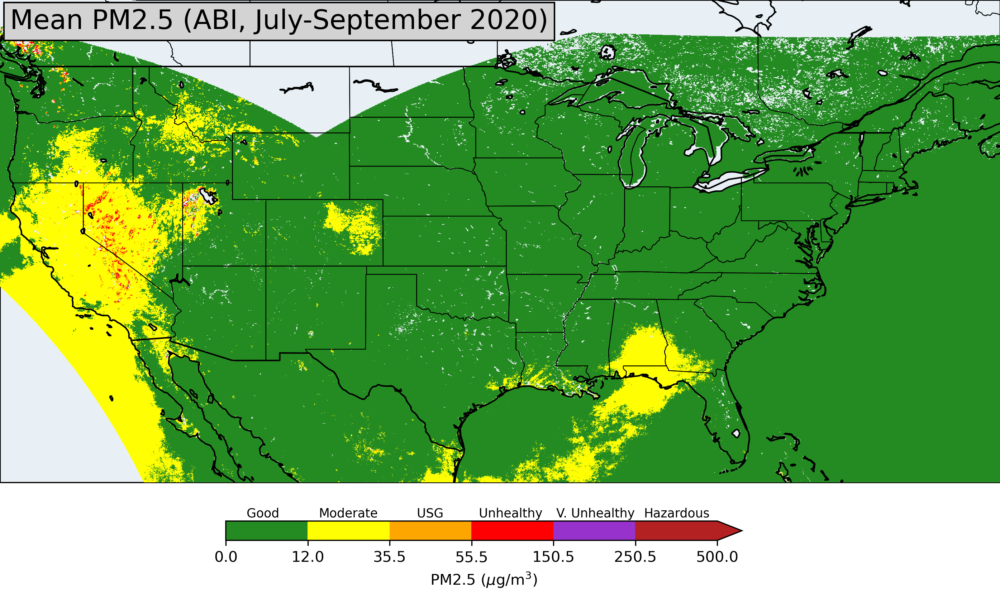 Mean PM2.5 (ABI, July-September 2020)
Good Moderate USG Unhealthy V. Unhealthy Hazardous
0.0 12.0 35.5 55.5 150.5 250.5 500.0
PM2.5 (μg/m³)